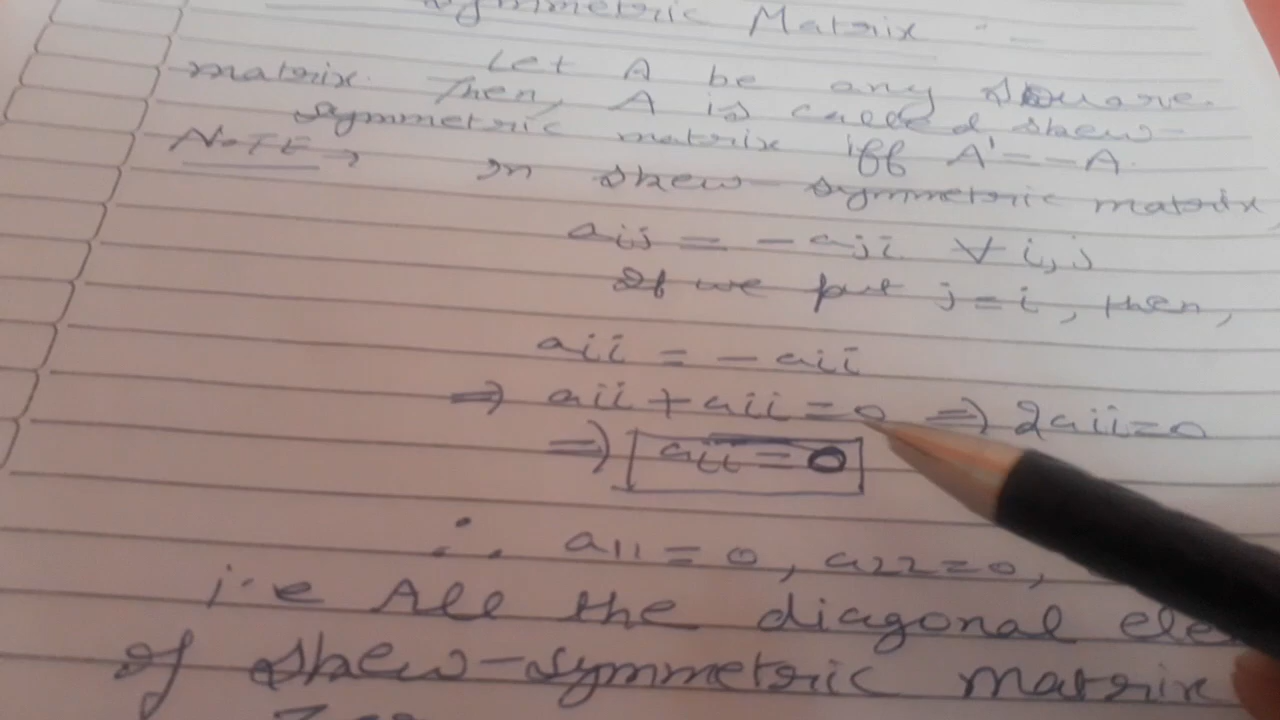 Symmetric Matrix :-
Let A be any square
matrix. Then, A is called skew-
symmetric matrix iff A' = -A.
NOTE → In skew-symmetric matrix
aij = -aji ∀ i,j
If we put j=i, then,
aii = -aii
⇒ aii + aii = 0 ⇒ 2aii=0
⇒ aii = 0
∴ a11 = 0, a22=0,
i.e All the diagonal ele
of skew-symmetric matrix